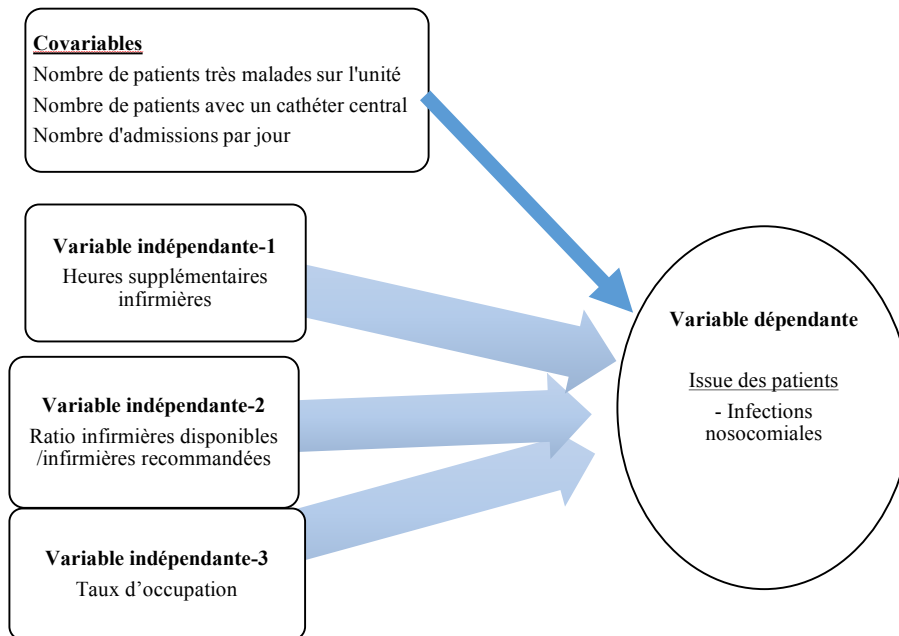 Covariables
Nombre de patients très malades sur l'unité
Nombre de patients avec un cathéter central
Nombre d'admissions par jour
Variable indépendante-1
Heures supplémentaires
infirmières
Variable indépendante-2
Ratio infirmières disponibles
/infirmières recommandées
Variable indépendante-3
Taux d’occupation
Variable dépendante
Issue des patients
- Infections
nosocomiales